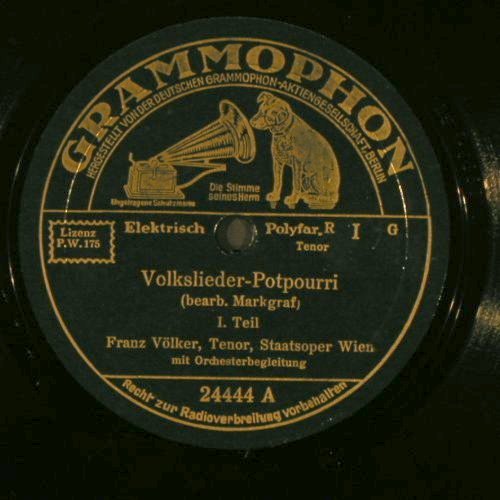 GRAMMOPHON
HERGESTELLT VON DER DEUTSCHEN GRAMMOPHON-AKTIENGESELLSCHAFT, BERLIN
Die Stimme
seines Herrn
Eingetragene Schutzmarke
Lizenz
P.W. 175
Elektrisch
Polyfar. R I G
Tenor
Volkslieder-Potpourri
(bearb. Markgraf)
I. Teil
Franz Völker, Tenor, Staatsoper Wien
mit Orchesterbegleitung
24444 A
Recht zur Radioverbreitung vorbehalten